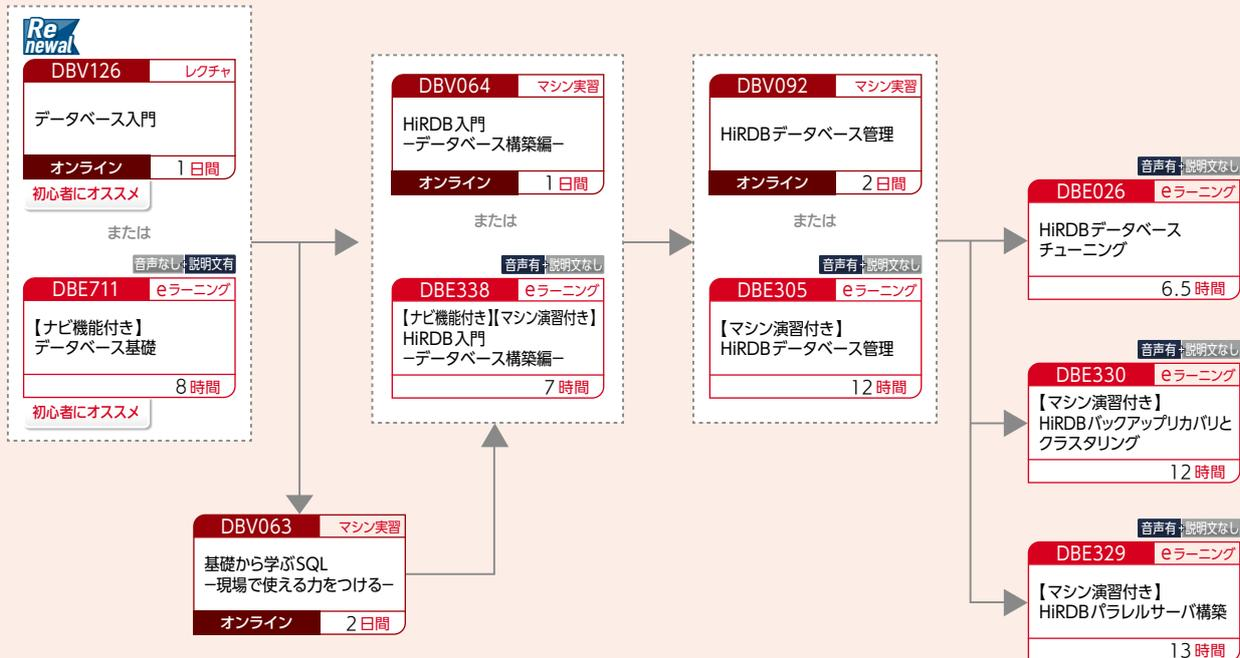 Re
newal
DBV126 レクチャ
データベース入門
オンライン 1日間
初心者にオススメ
または
音声なし+説明文有
DBE711 eラーニング
【ナビ機能付き】
データベース基礎
8時間
初心者にオススメ
DBV063 マシン実習
基礎から学ぶSQL
−現場で使える力をつける−
オンライン 2日間
DBV064 マシン実習
HiRDB入門
−データベース構築編−
オンライン 1日間
または
音声有+説明文なし
DBE338 eラーニング
【ナビ機能付き】【マシン演習付き】
HiRDB入門
−データベース構築編−
7時間
DBV092 マシン実習
HiRDBデータベース管理
オンライン 2日間
または
音声有+説明文なし
DBE305 eラーニング
【マシン演習付き】
HiRDBデータベース管理
12時間
音声有+説明文なし
DBE026 eラーニング
HiRDBデータベース
チューニング
6.5時間
音声有+説明文なし
DBE330 eラーニング
【マシン演習付き】
HiRDBバックアップリカバリと
クラスタリング
12時間
音声有+説明文なし
DBE329 eラーニング
【マシン演習付き】
HiRDBパラレルサーバ構築
13時間